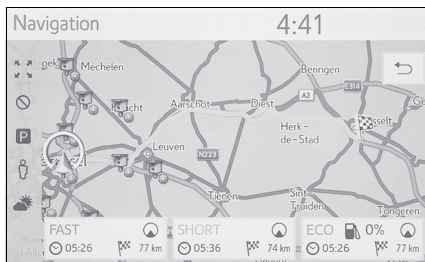 Navigation 4:41
Mechelen
Beringen
E314
A2
Aarschot
Diest
Herk-
de-Stad
sselt
Leuven
N223
Tienen
Sint-
Truiden
Tongeren
FAST
05:26 77 km
SHORT
05:36 74 km
ECO 0%
05:26 77 km
P